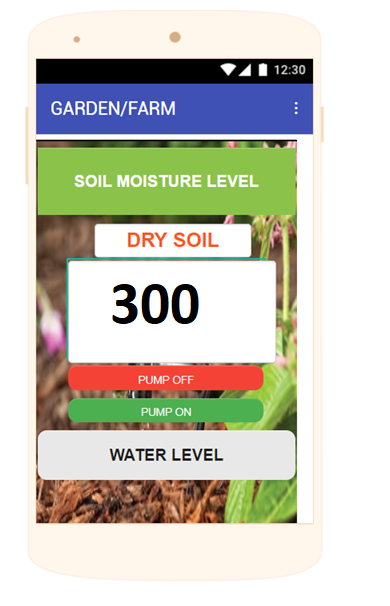 12:30
GARDEN/FARM
SOIL MOISTURE LEVEL
DRY SOIL
300
PUMP OFF
PUMP ON
WATER LEVEL